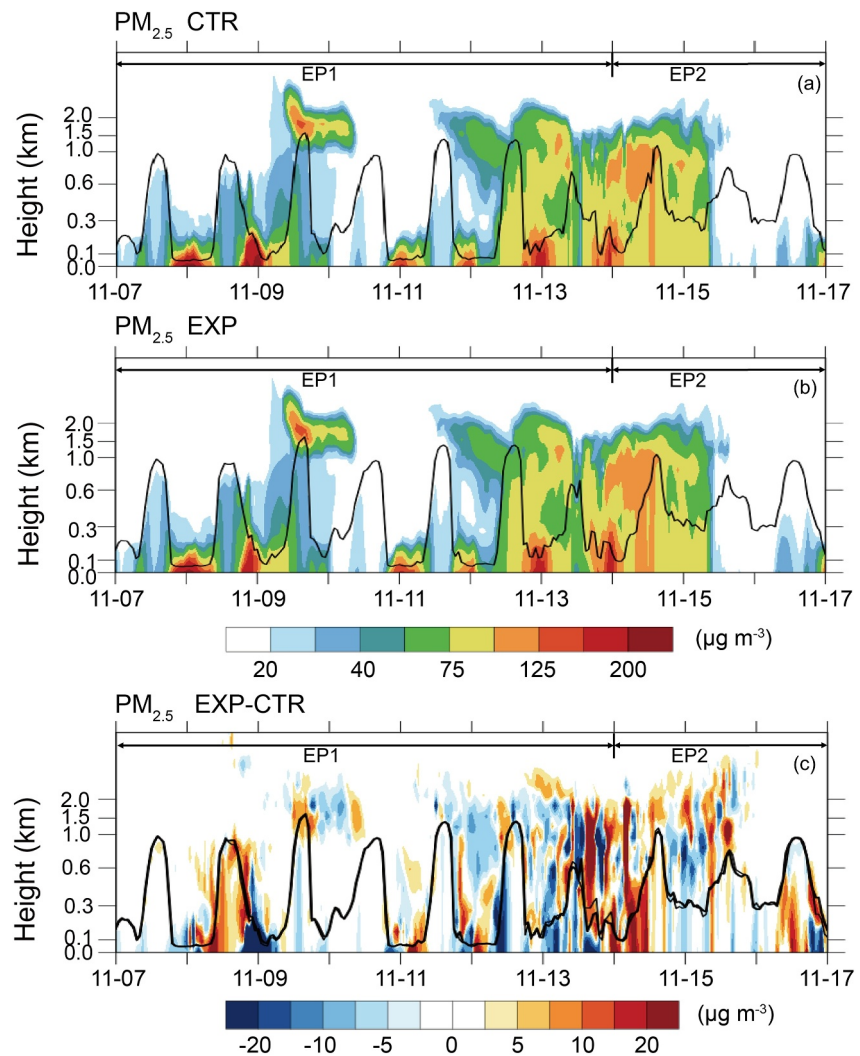 PM2.5 CTR
EP1 EP2
(a)
Height (km)
2.0
1.5
1.0
0.6
0.3
0.1
0.0
11-07 11-09 11-11 11-13 11-15 11-17
PM2.5 EXP
EP1 EP2
(b)
Height (km)
2.0
1.5
1.0
0.6
0.3
0.1
0.0
11-07 11-09 11-11 11-13 11-15 11-17
20 40 75 125 200 (µg m-3)
PM2.5 EXP-CTR
EP1 EP2
(c)
Height (km)
2.0
1.5
1.0
0.6
0.3
0.1
0.0
11-07 11-09 11-11 11-13 11-15 11-17
-20 -10 -5 0 5 10 20 (µg m-3)